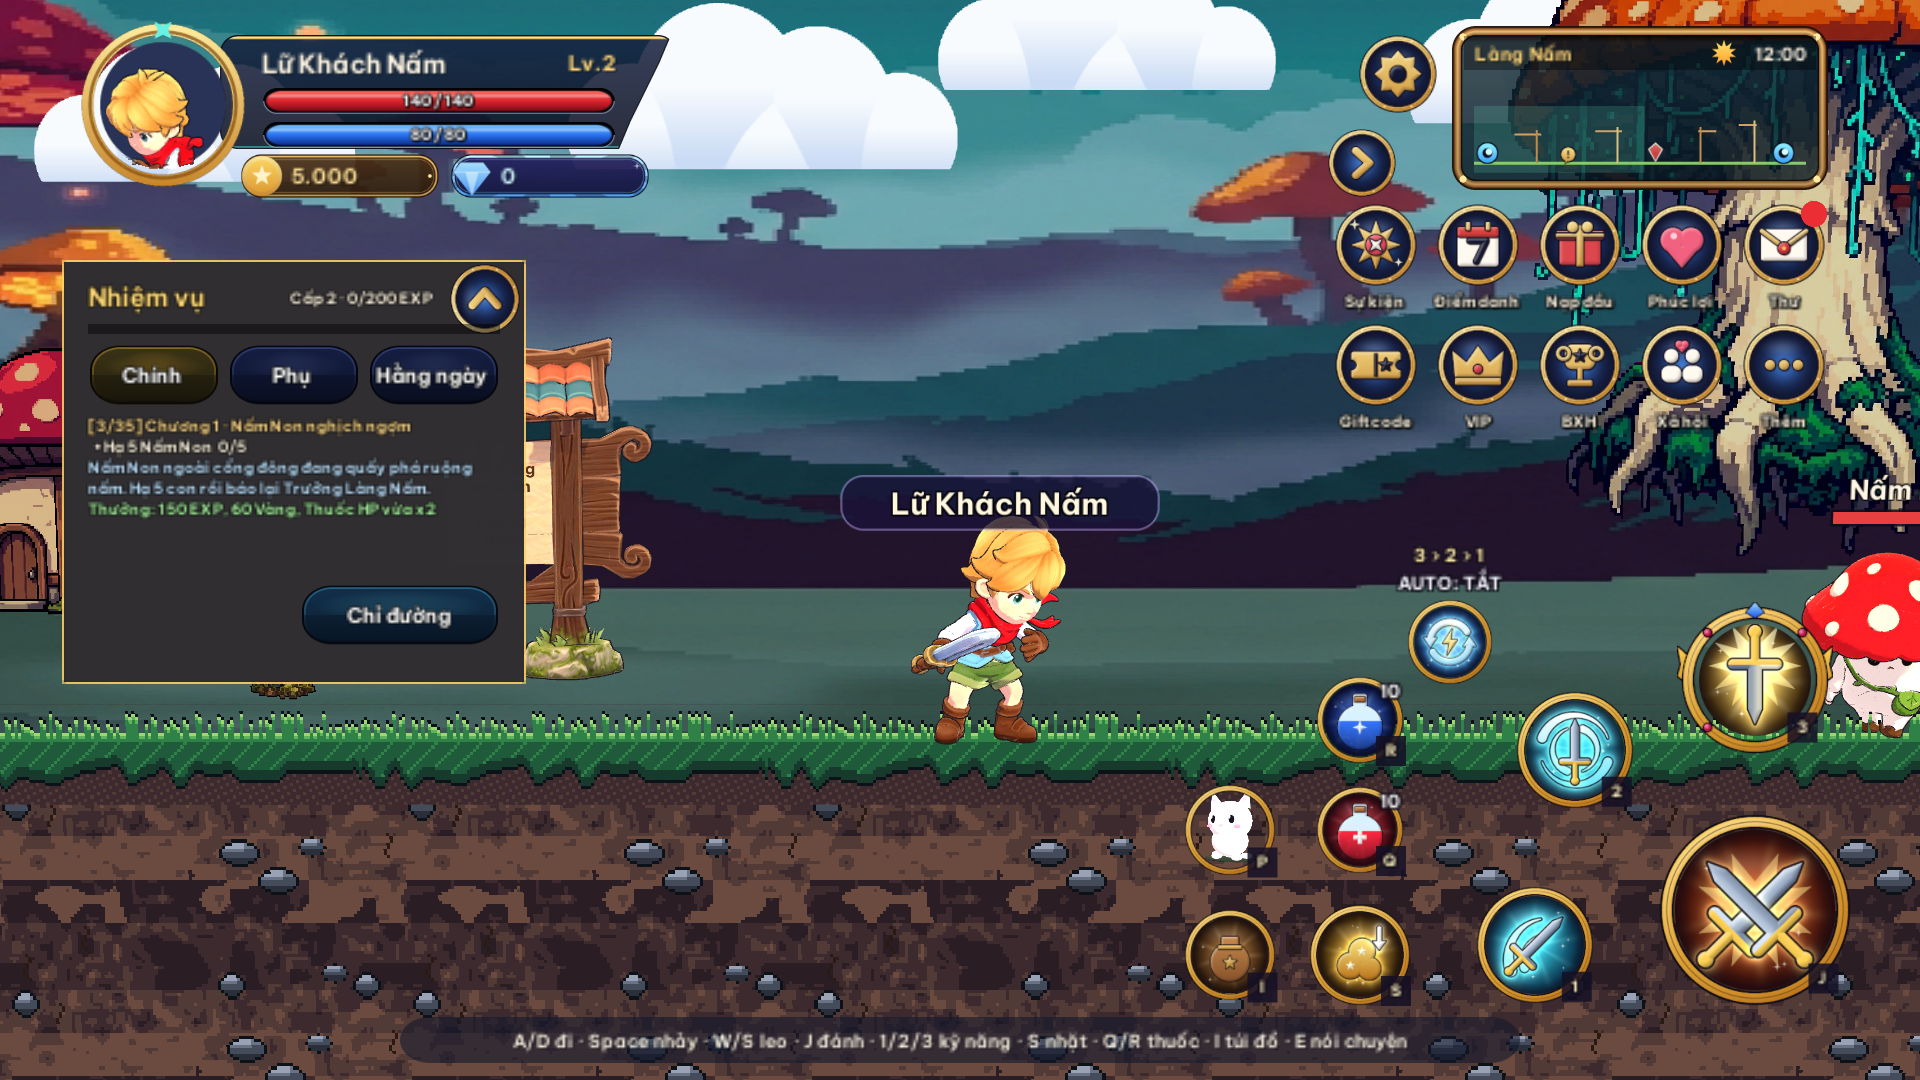 Lữ Khách Nấm Lv.2
140/140
80/80
5.000 0
Làng Nấm 12:00
Nhiệm vụ Cấp 2 · 0/200 EXP
Chính Phụ Hằng ngày
[3/35] Chương 1 · Nấm Non nghịch ngợm
• Hạ 5 Nấm Non 0/5
Nấm Non ngoài cổng đông đang quấy phá ruộng
nấm. Hạ 5 con rồi báo lại Trưởng Làng Nấm.
Thưởng: 150 EXP, 60 Vàng, Thuốc HP vừa x2
Chỉ đường
7
Sự kiện Điểm danh Nạp đầu Phúc lợi Thư
Giftcode VIP BXH Xã hội Thêm
Lữ Khách Nấm
Nấm
3 › 2 › 1
AUTO: TẮT
10
R
3
2
10
P
Q
I
S
1
J
A/D đi · Space nhảy · W/S leo · J đánh · 1/2/3 kỹ năng · S nhặt · Q/R thuốc · I túi đồ · E nói chuyện